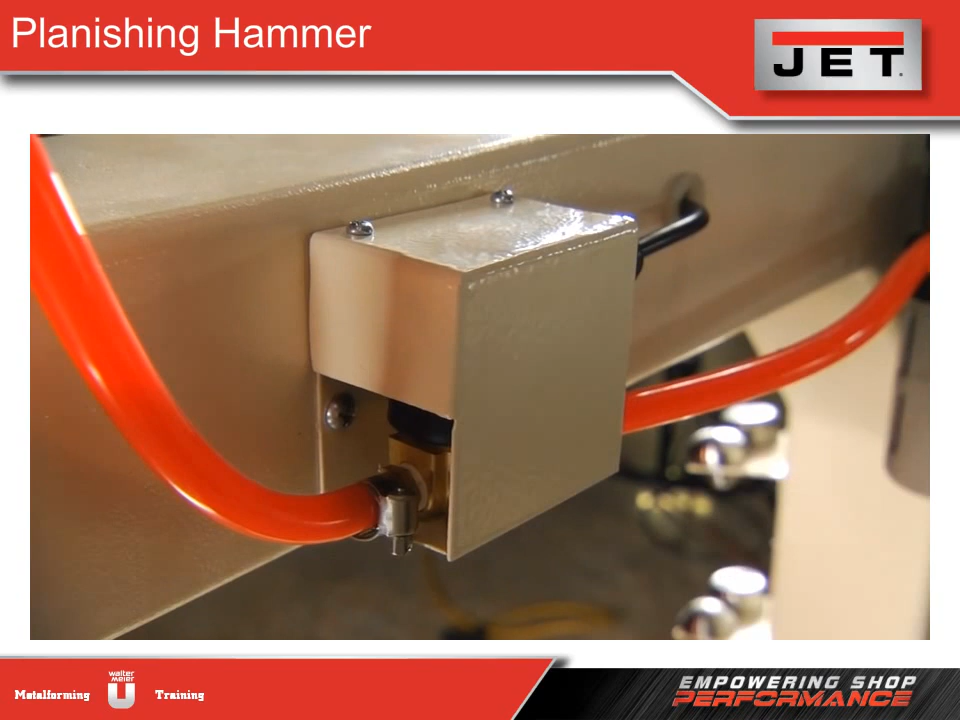 Planishing Hammer
JET
walter
meier
Metalforming
Training
EMPOWERING SHOP
PERFORMANCE